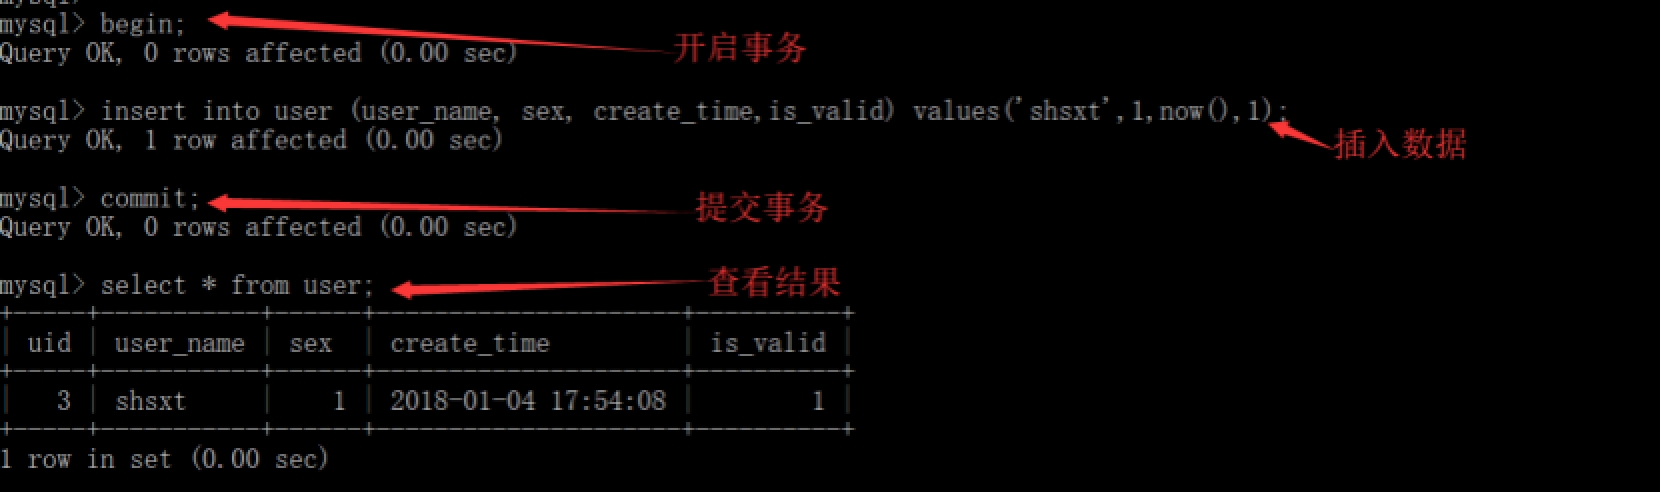 mysql>
mysql> begin;
开启事务
Query OK, 0 rows affected (0.00 sec)
mysql> insert into user (user_name, sex, create_time,is_valid) values('shsxt',1,now(),1);
Query OK, 1 row affected (0.00 sec)
插入数据
mysql> commit;
提交事务
Query OK, 0 rows affected (0.00 sec)
mysql> select * from user;
查看结果
+-----+-----------+------+---------------------+----------+
| uid | user_name | sex  | create_time         | is_valid |
+-----+-----------+------+---------------------+----------+
|   3 | shsxt     |    1 | 2018-01-04 17:54:08 |        1 |
+-----+-----------+------+---------------------+----------+
1 row in set (0.00 sec)